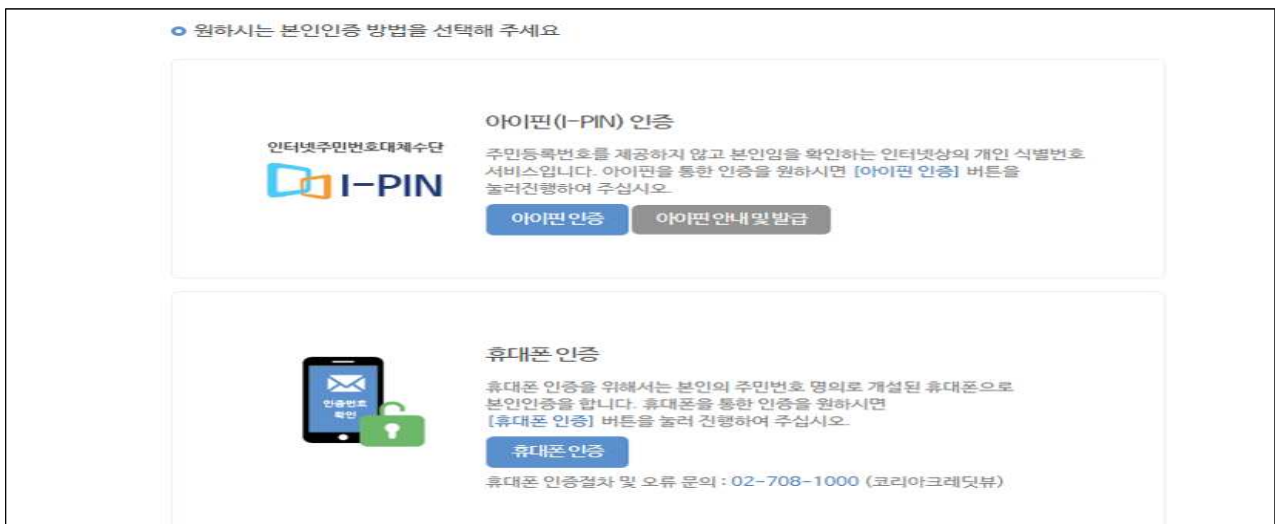 원하시는 본인인증 방법을 선택해 주세요
인터넷주민번호대체수단
I-PIN
아이핀(I-PIN) 인증
주민등록번호를 제공하지 않고 본인임을 확인하는 인터넷상의 개인 식별번호
서비스입니다. 아이핀을 통한 인증을 원하시면 [아이핀 인증] 버튼을
눌러진행하여 주십시오.
아이핀 인증 아이핀 안내 및 발급
인증번호
확인
휴대폰 인증
휴대폰 인증을 위해서는 본인의 주민번호 명의로 개설된 휴대폰으로
본인인증을 합니다. 휴대폰을 통한 인증을 원하시면
[휴대폰 인증] 버튼을 눌러 진행하여 주십시오.
휴대폰 인증
휴대폰 인증절차 및 오류 문의 : 02-708-1000 (코리아크레딧뷰)